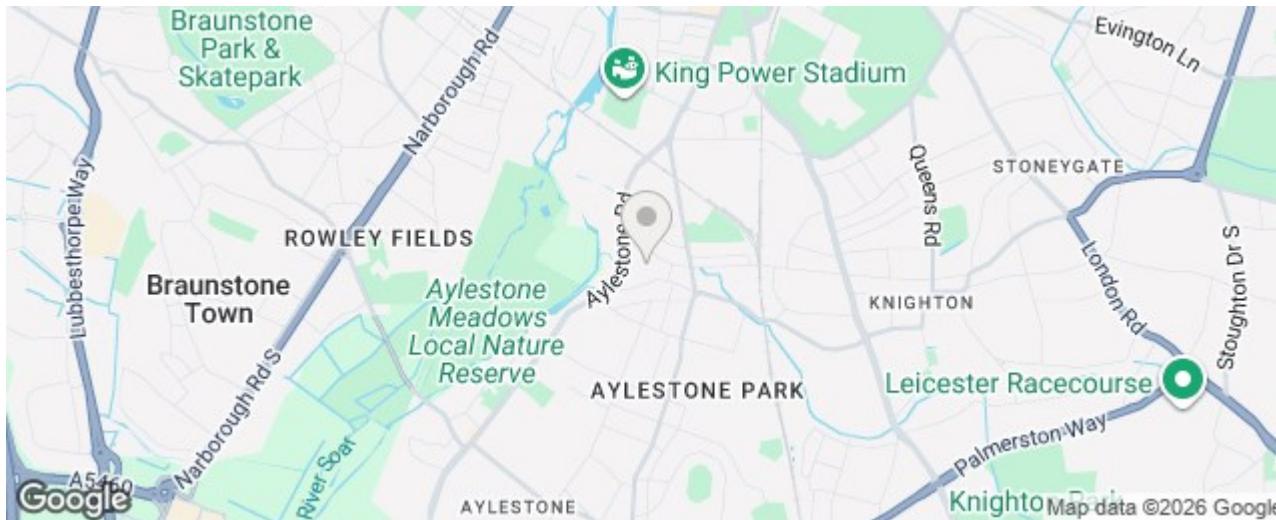 Braunstone
Park &
Skatepark
Narborough Rd
King Power Stadium
Evington Ln
Queens Rd
STONEYGATE
Lubbesthorpe Way
ROWLEY FIELDS
Aylestone Rd
Braunstone
Town
Aylestone
Meadows
Local Nature
Reserve
KNIGHTON
London Rd
Stoughton Dr S
Narborough Rd S
AYLESTONE PARK
Leicester Racecourse
Palmerston Way
River Soar
A5460
AYLESTONE
Knighton Park
Google
Map data ©2026 Google